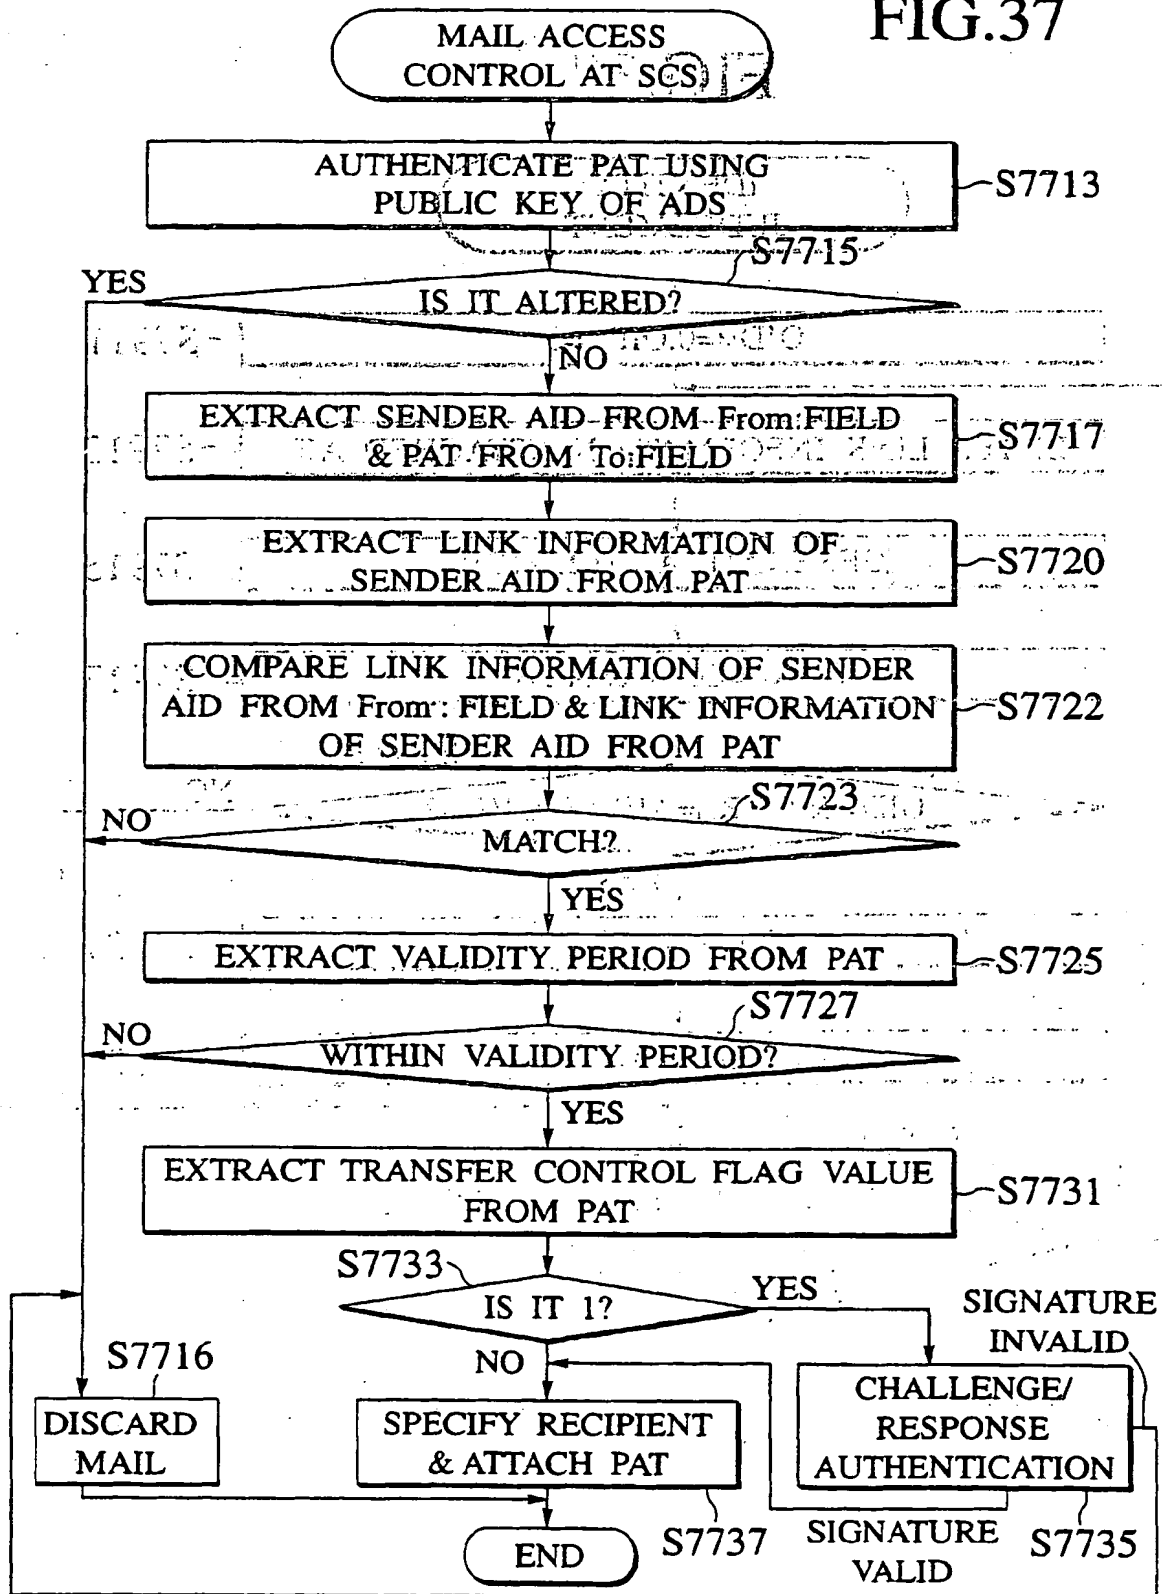 FIG.37
MAIL ACCESS
CONTROL AT SCS
AUTHENTICATE PAT USING
PUBLIC KEY OF ADS
S7713
S7715
YES
IS IT ALTERED?
NO
EXTRACT SENDER AID FROM From:FIELD
& PAT FROM To:FIELD
S7717
EXTRACT LINK INFORMATION OF
SENDER AID FROM PAT
S7720
COMPARE LINK INFORMATION OF SENDER
AID FROM From: FIELD & LINK INFORMATION
OF SENDER AID FROM PAT
S7722
S7723
NO
MATCH?
YES
EXTRACT VALIDITY PERIOD FROM PAT
S7725
S7727
NO
WITHIN VALIDITY PERIOD?
YES
EXTRACT TRANSFER CONTROL FLAG VALUE
FROM PAT
S7731
S7733
IS IT 1?
YES
SIGNATURE
INVALID
NO
S7716
DISCARD
MAIL
SPECIFY RECIPIENT
& ATTACH PAT
CHALLENGE/
RESPONSE
AUTHENTICATION
END
S7737
SIGNATURE
VALID
S7735